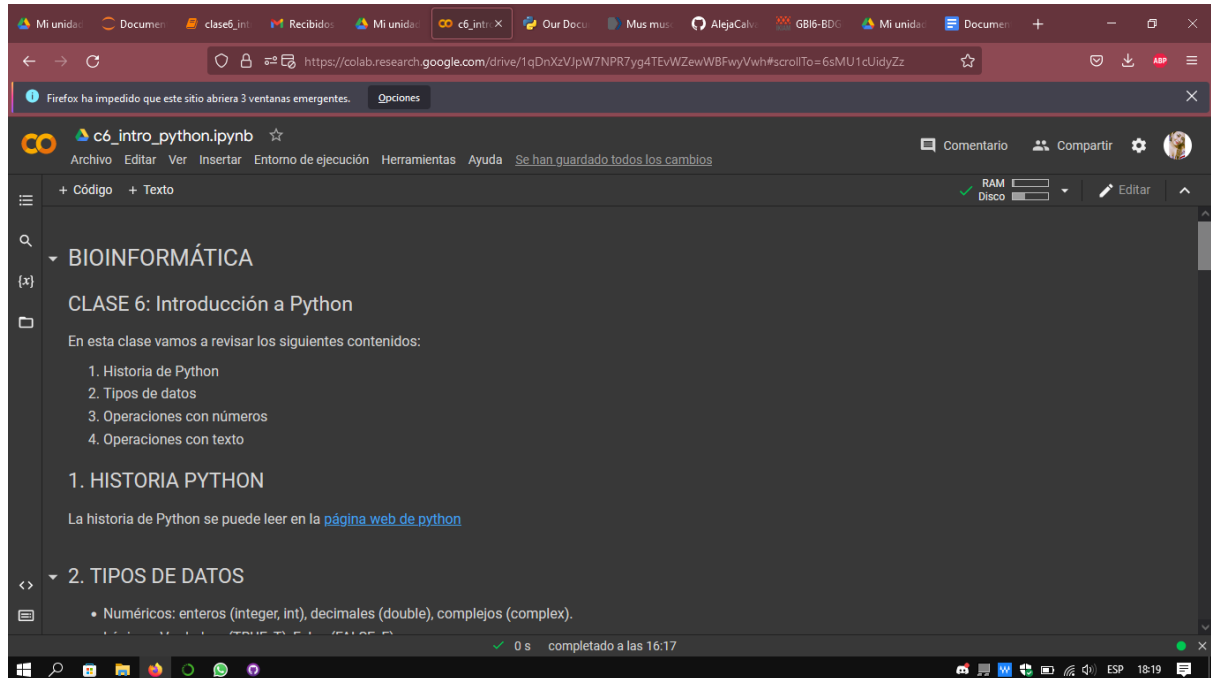 Mi unidad
Documen
clase6_int
Recibidos
Mi unidad
c6_intro
Our Docu
Mus musc
AlejaCalv
GBI6-BDG
Mi unidad
Documen
https://colab.research.google.com/drive/1qDnXzVJpW7NPR7yg4TEvWZewWBFwyVwh#scrollTo=6sMU1cUidyZz
ABP
Firefox ha impedido que este sitio abriera 3 ventanas emergentes. Opciones
c6_intro_python.ipynb
Comentario Compartir
Archivo Editar Ver Insertar Entorno de ejecución Herramientas Ayuda Se han guardado todos los cambios
+ Código + Texto
RAM
Disco
Editar
{x}
BIOINFORMÁTICA
CLASE 6: Introducción a Python
En esta clase vamos a revisar los siguientes contenidos:
1. Historia de Python
2. Tipos de datos
3. Operaciones con números
4. Operaciones con texto
1. HISTORIA PYTHON
La historia de Python se puede leer en la página web de python
2. TIPOS DE DATOS
• Numéricos: enteros (integer, int), decimales (double), complejos (complex).
0 s completado a las 16:17
ESP 18:19